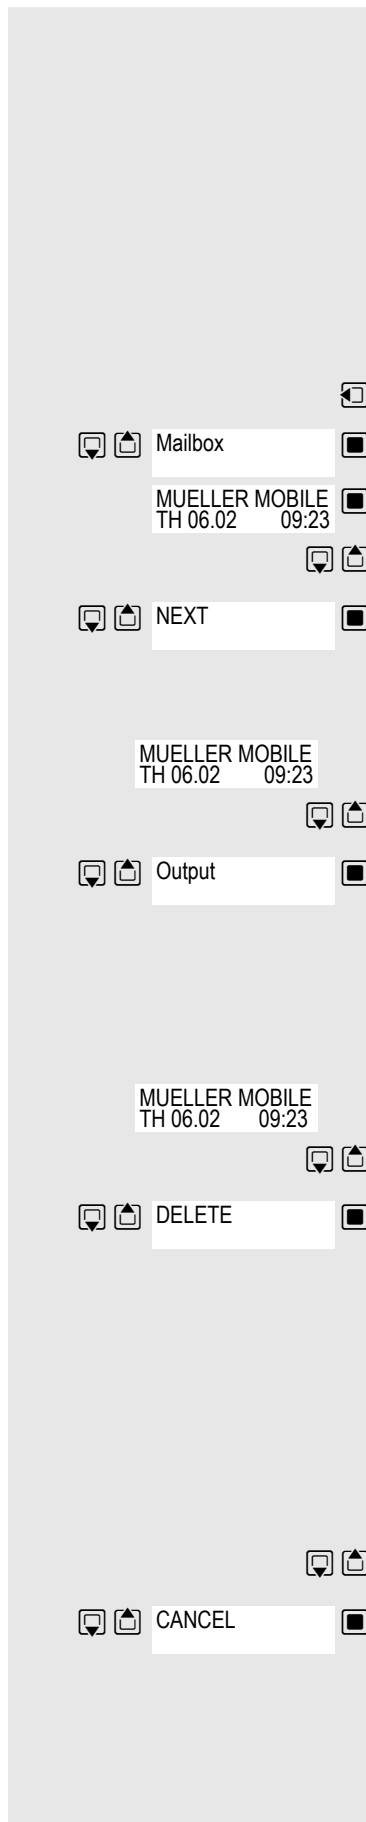 Mailbox
MUELLER MOBILE
TH 06.02 09:23
NEXT
MUELLER MOBILE
TH 06.02 09:23
Output
MUELLER MOBILE
TH 06.02 09:23
DELETE
CANCEL